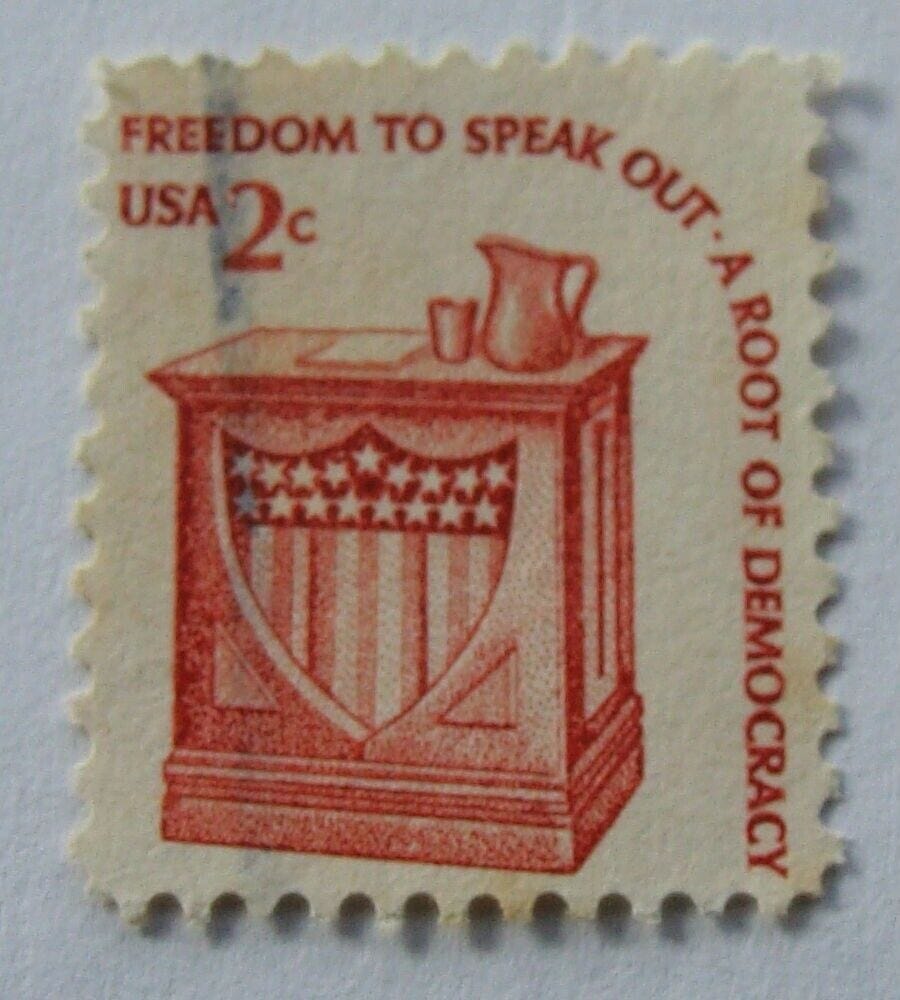 FREEDOM TO SPEAK OUT · A ROOT OF DEMOCRACY
USA 2c